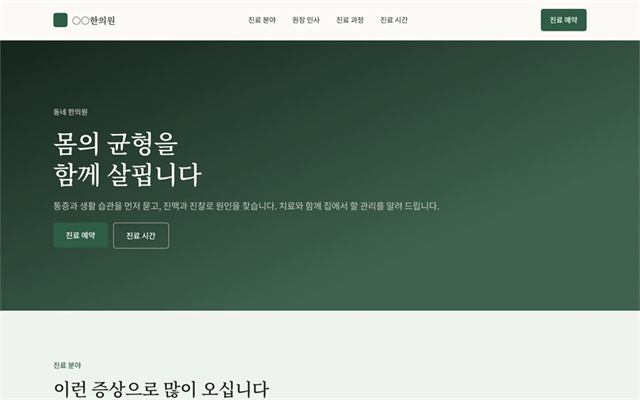 ○○한의원
진료 분야
원장 인사
진료 과정
진료 시간
진료 예약
동네 한의원
몸의 균형을
함께 살핍니다
통증과 생활 습관을 먼저 묻고, 진맥과 진찰로 원인을 찾습니다. 치료와 함께 집에서 할 관리를 알려 드립니다.
진료 예약
진료 시간
진료 분야
이런 증상으로 많이 오십니다